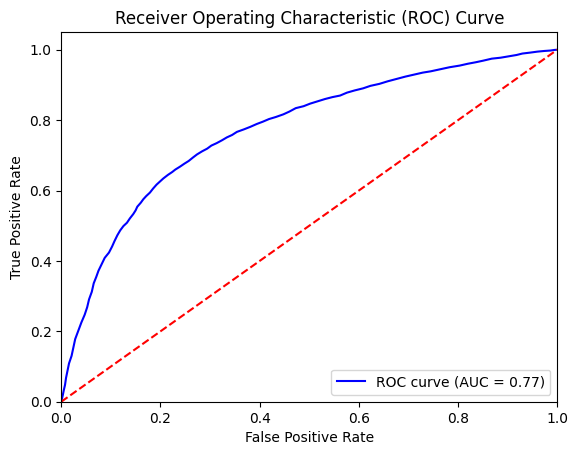 Receiver Operating Characteristic (ROC) Curve
1.0
0.8
0.6
0.4
0.2
0.0
True Positive Rate
ROC curve (AUC = 0.77)
0.0 0.2 0.4 0.6 0.8 1.0
False Positive Rate